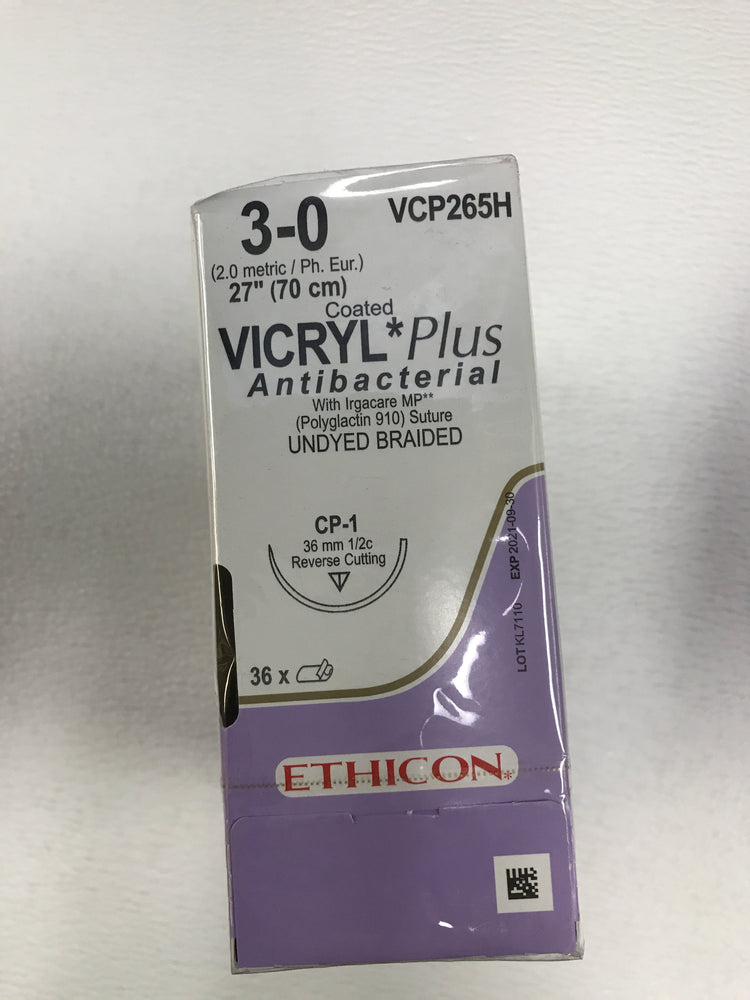 3-0
VCP265H
(2.0 metric / Ph. Eur.)
27" (70 cm)
Coated
VICRYL*Plus
Antibacterial
With Irgacare MP**
(Polyglactin 910) Suture
UNDYED BRAIDED
CP-1
36 mm 1/2c
Reverse Cutting
36 x
LOT KL7110 EXP 2021-09-30
ETHICON*